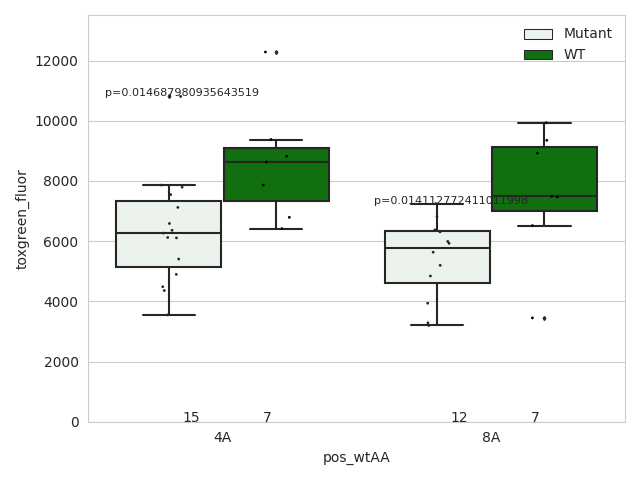 Mutant
WT
12000
p=0.014687980935643519
10000
8000
p=0.014112772411011998
6000
4000
2000
0
toxgreen_fluor
15 7 12 7
4A 8A
pos_wtAA